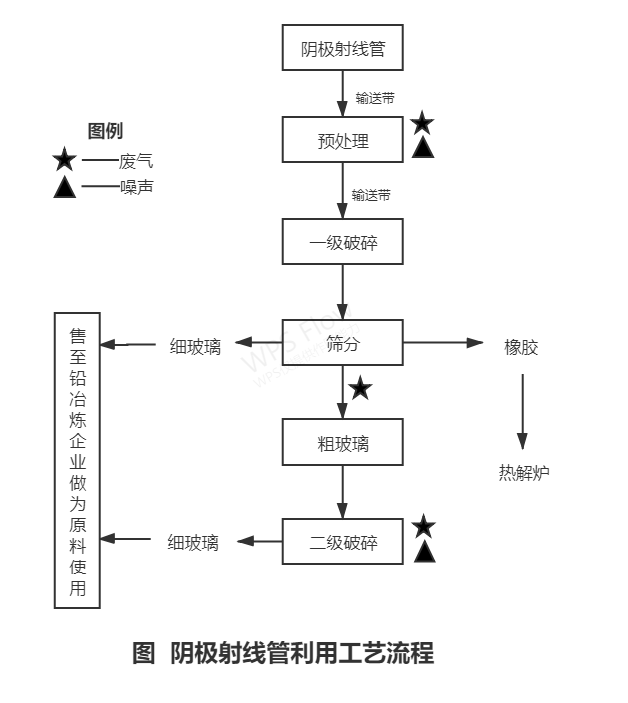 阴极射线管
输送带
图例
预处理
废气
噪声
输送带
一级破碎
筛分
细玻璃
橡胶
售至铅冶炼企业做为原料使用
粗玻璃
热解炉
二级破碎
细玻璃
WPS Flow
图 阴极射线管利用工艺流程